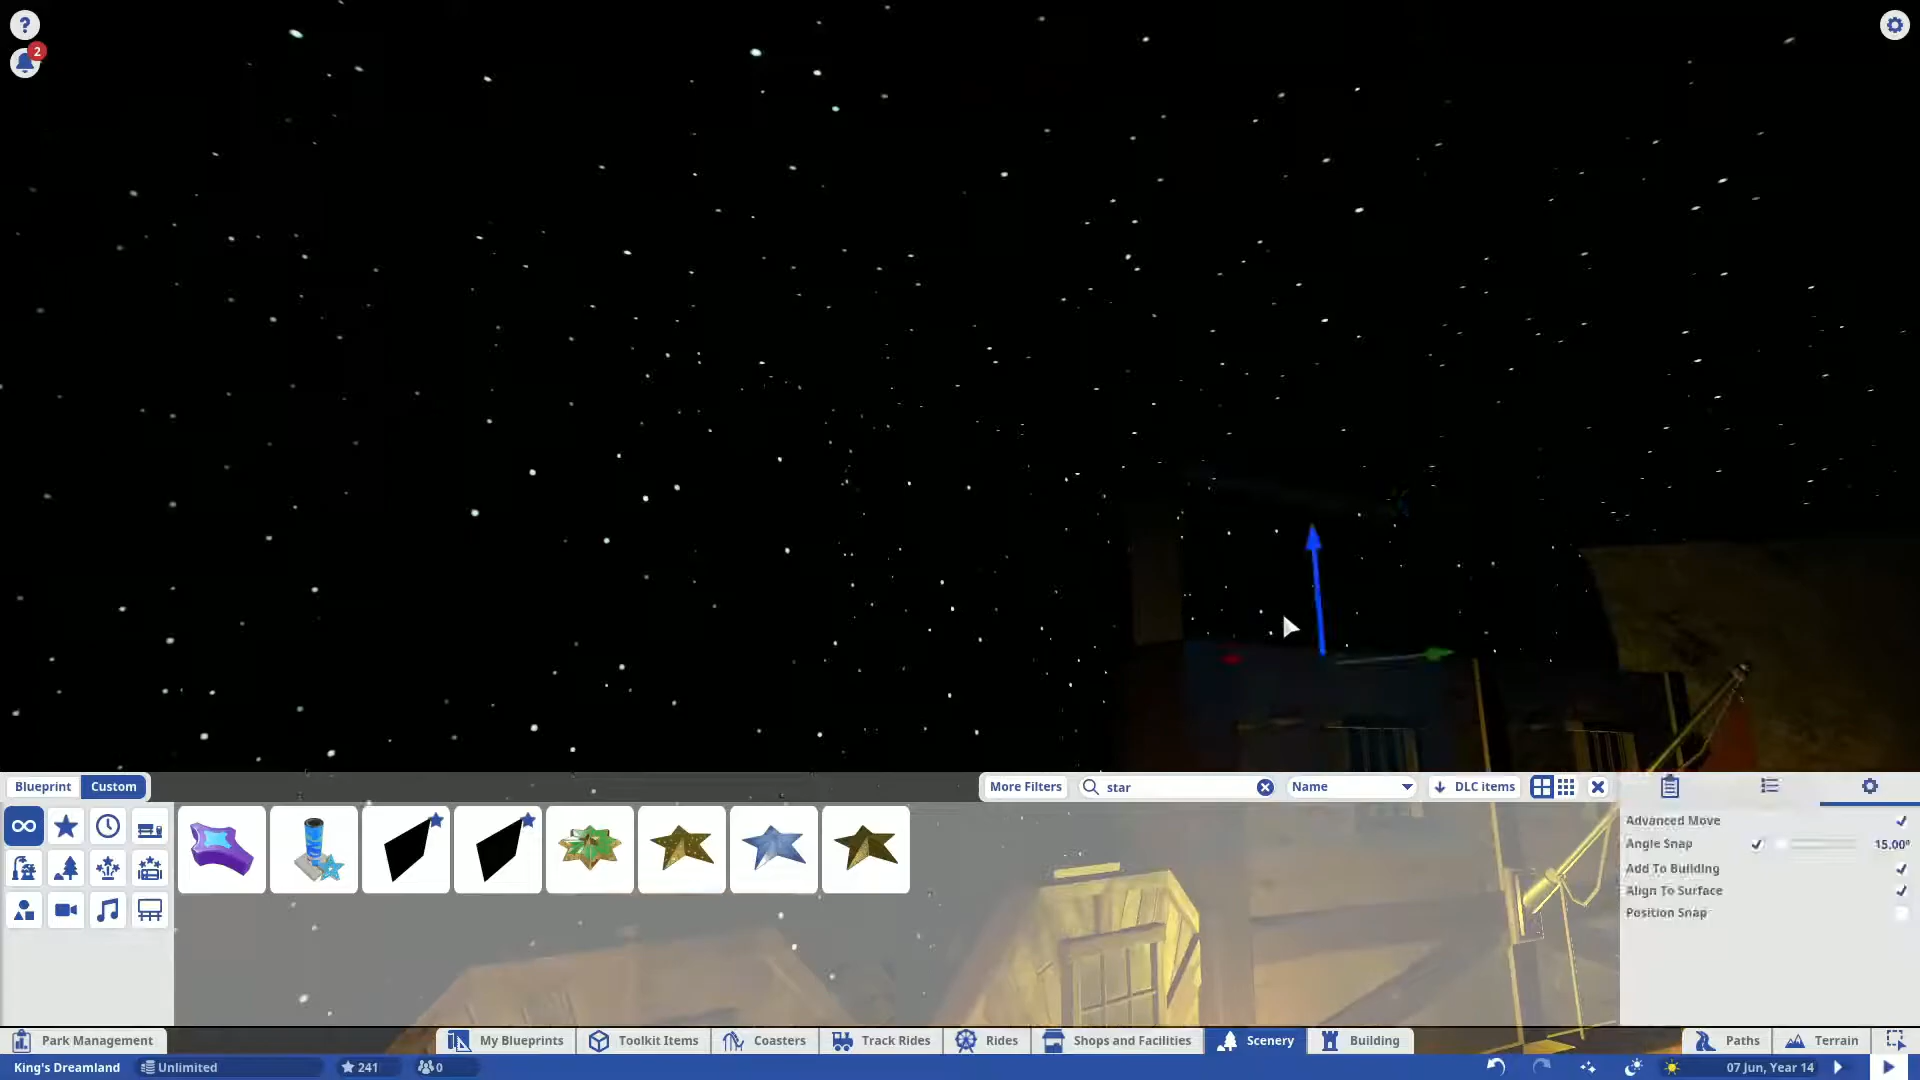 ?
2
Blueprint
Custom
More Filters
star
Name
DLC items
Advanced Move
Angle Snap
15.00°
Add To Building
Align To Surface
Position Snap
Park Management
My Blueprints
Toolkit Items
Coasters
Track Rides
Rides
Shops and Facilities
Scenery
Building
Paths
Terrain
King's Dreamland
Unlimited
241
0
07 Jun, Year 14